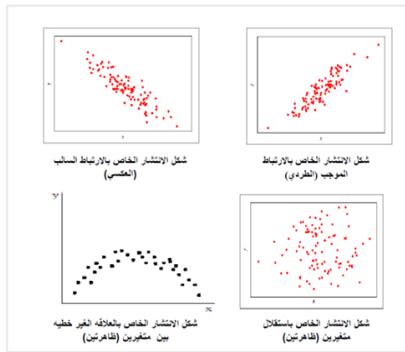 شكل الانتشار الخاص بالارتباط
الموجب (الطردي)
شكل الانتشار الخاص بالارتباط السالب
(العكسي)
شكل الانتشار الخاص باستقلال
متغيرين (ظاهرتين)
شكل الانتشار الخاص بالعلاقه الغير خطيه
بين متغيرين (ظاهرتين)